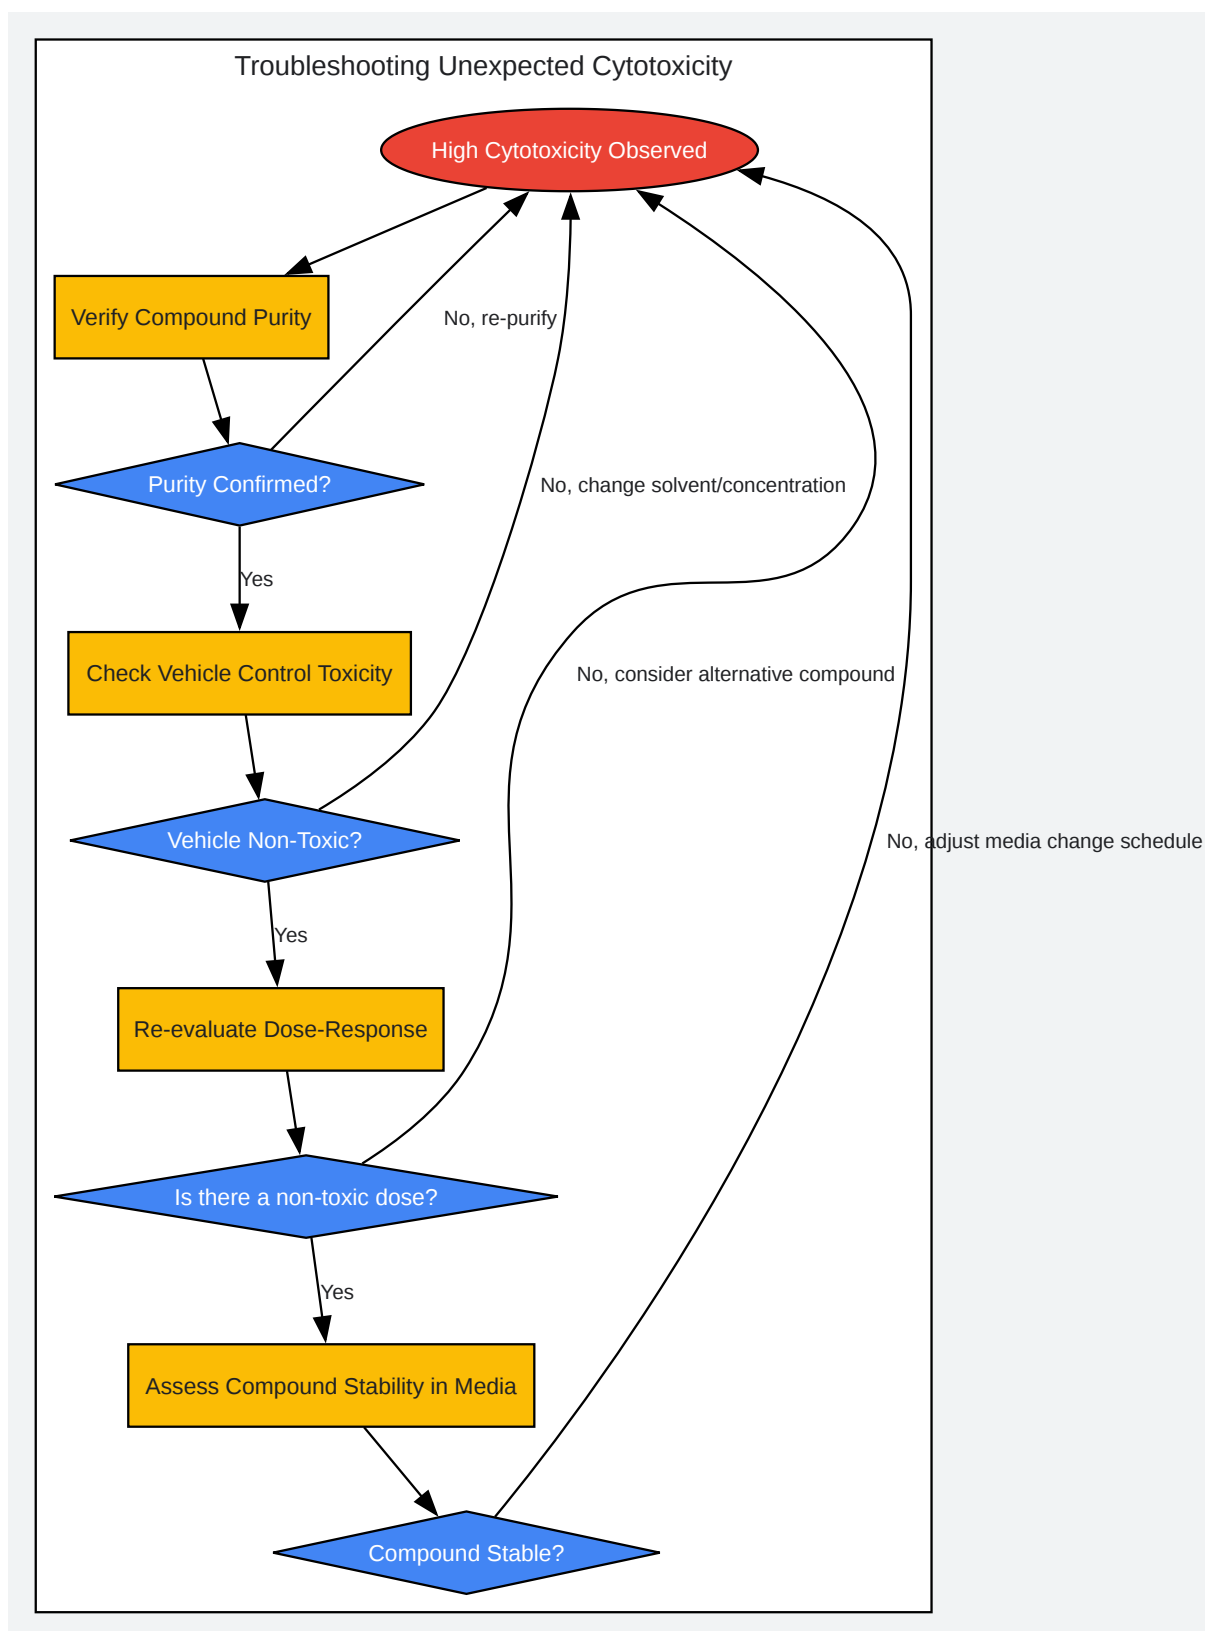 Troubleshooting Unexpected Cytotoxicity
High Cytotoxicity Observed
Verify Compound Purity
No, re-purify
Purity Confirmed?
No, change solvent/concentration
Yes
Check Vehicle Control Toxicity
No, consider alternative compound
Vehicle Non-Toxic?
No, adjust media change schedule
Yes
Re-evaluate Dose-Response
Is there a non-toxic dose?
Yes
Assess Compound Stability in Media
Compound Stable?